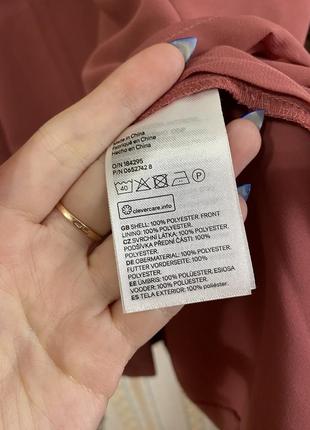 Made in China
Fabriqué en Chine
Hecho en China
O/N 184295
P/N 0652742 8
40 P
clevercare.info
GB SHELL: 100% POLYESTER. FRONT
LINING: 100% POLYESTER.
CZ SVRCHNÍ LÁTKA: 100% POLYESTER
PODŠÍVKA PŘEDNÍ ČÁSTI: 100%
POLYESTER.
DE OBERMATERIAL: 100% POLYESTER
FUTTER VORDERSEITE: 100%
POLYESTER.
EE ÜMBRIS: 100% POLÜESTER, ESIOSA
VOODER: 100% POLÜESTER.
ES TELA EXTERIOR: 100% POLIÉSTER.